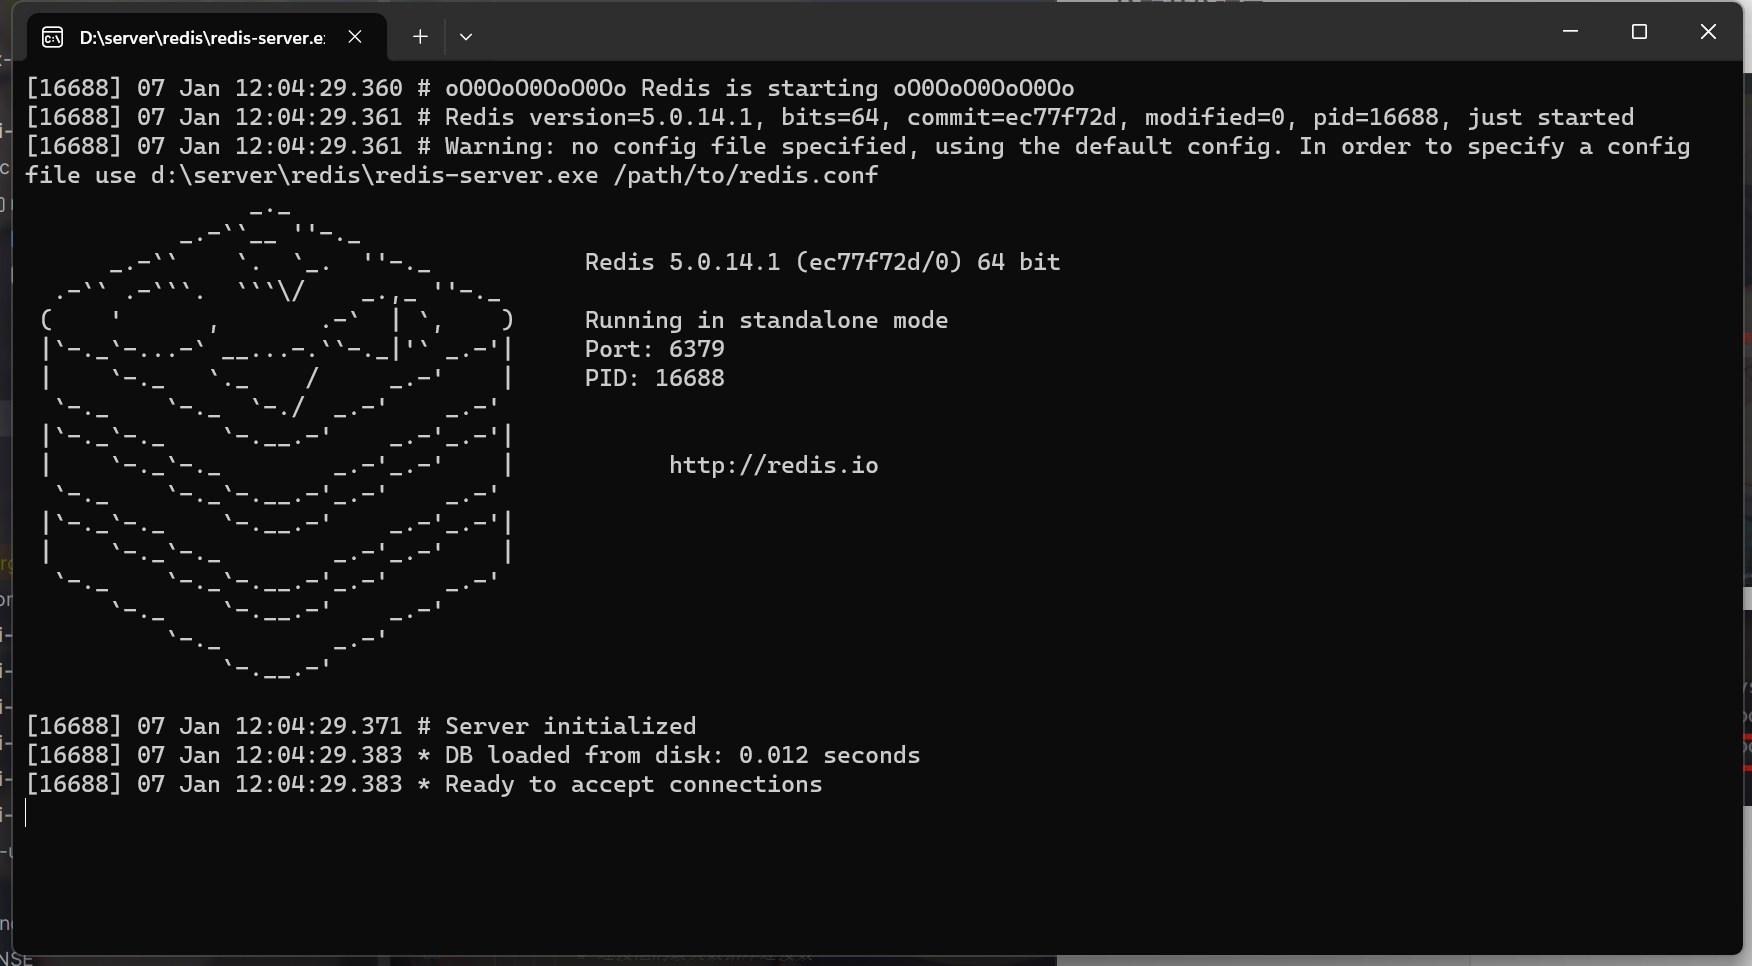 D:\server\redis\redis-server.e
[16688] 07 Jan 12:04:29.360 # oO0OoO0OoO0Oo Redis is starting oO0OoO0OoO0Oo
[16688] 07 Jan 12:04:29.361 # Redis version=5.0.14.1, bits=64, commit=ec77f72d, modified=0, pid=16688, just started
[16688] 07 Jan 12:04:29.361 # Warning: no config file specified, using the default config. In order to specify a config
file use d:\server\redis\redis-server.exe /path/to/redis.conf
Redis 5.0.14.1 (ec77f72d/0) 64 bit
Running in standalone mode
Port: 6379
PID: 16688
http://redis.io
[16688] 07 Jan 12:04:29.371 # Server initialized
[16688] 07 Jan 12:04:29.383 * DB loaded from disk: 0.012 seconds
[16688] 07 Jan 12:04:29.383 * Ready to accept connections